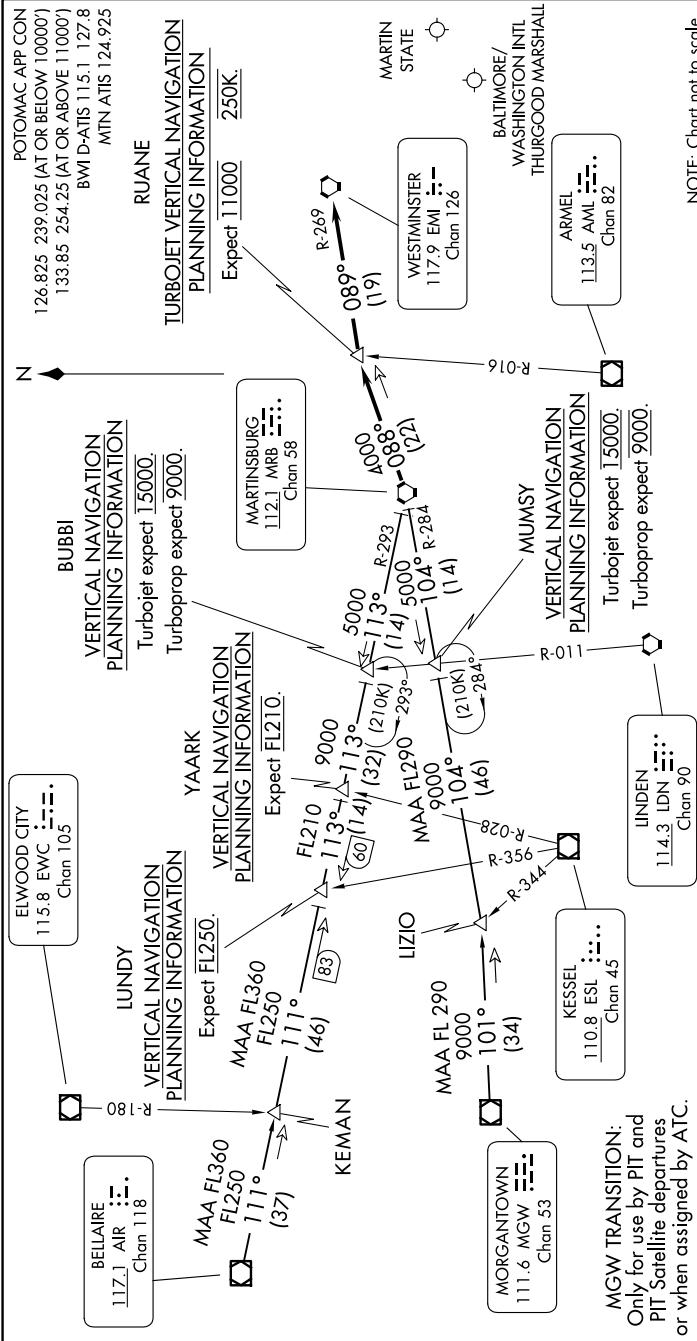 POTOMAC APP CON
126.825 239.025 (AT OR BELOW 10000')
133.85 254.25 (AT OR ABOVE 11000')
BWI D-ATIS 115.1 127.8
MTN ATIS 124.925
RUANE
TURBOJET VERTICAL NAVIGATION
PLANNING INFORMATION
Expect 11000 250K.
MARTIN
STATE
BALTIMORE/
WASHINGTON INTL
THURGOOD MARSHALL
N
R-269
089°
(19)
WESTMINSTER
117.9 EMI
Chan 126
ARMEL
113.5 AML
Chan 82
R-016
NOTE: Chart not to scale.
MARTINSBURG
112.1 MRB
Chan 58
4000
088°
(22)
BUBBI
VERTICAL NAVIGATION
PLANNING INFORMATION
Turbojet expect 15000.
Turboprop expect 9000.
R-293
R-284
5000
113°
(14)
5000
104°
(14)
MUMSY
VERTICAL NAVIGATION
PLANNING INFORMATION
Turbojet expect 15000.
Turboprop expect 9000.
YAARK
VERTICAL NAVIGATION
PLANNING INFORMATION
Expect FL210.
9000
113°
(32)
(210K)
293°
(210K)
284°
R-011
LINDEN
114.3 LDN
Chan 90
MAA FL290
9000
104°
(46)
FL210
113°
(14)
60
R-028
R-356
R-344
KESSEL
110.8 ESL
Chan 45
LIZIO
ELWOOD CITY
115.8 EWC
Chan 105
LUNDY
VERTICAL NAVIGATION
PLANNING INFORMATION
Expect FL250.
83
MAA FL360
FL250
111°
(46)
R-180
KEMAN
MAA FL 290
9000
101°
(34)
BELLAIRE
117.1 AIR
Chan 118
MAA FL360
FL250
111°
(37)
MORGANTOWN
111.6 MGW
Chan 53
MGW TRANSITION:
Only for use by PIT and
PIT Satellite departures
or when assigned by ATC.